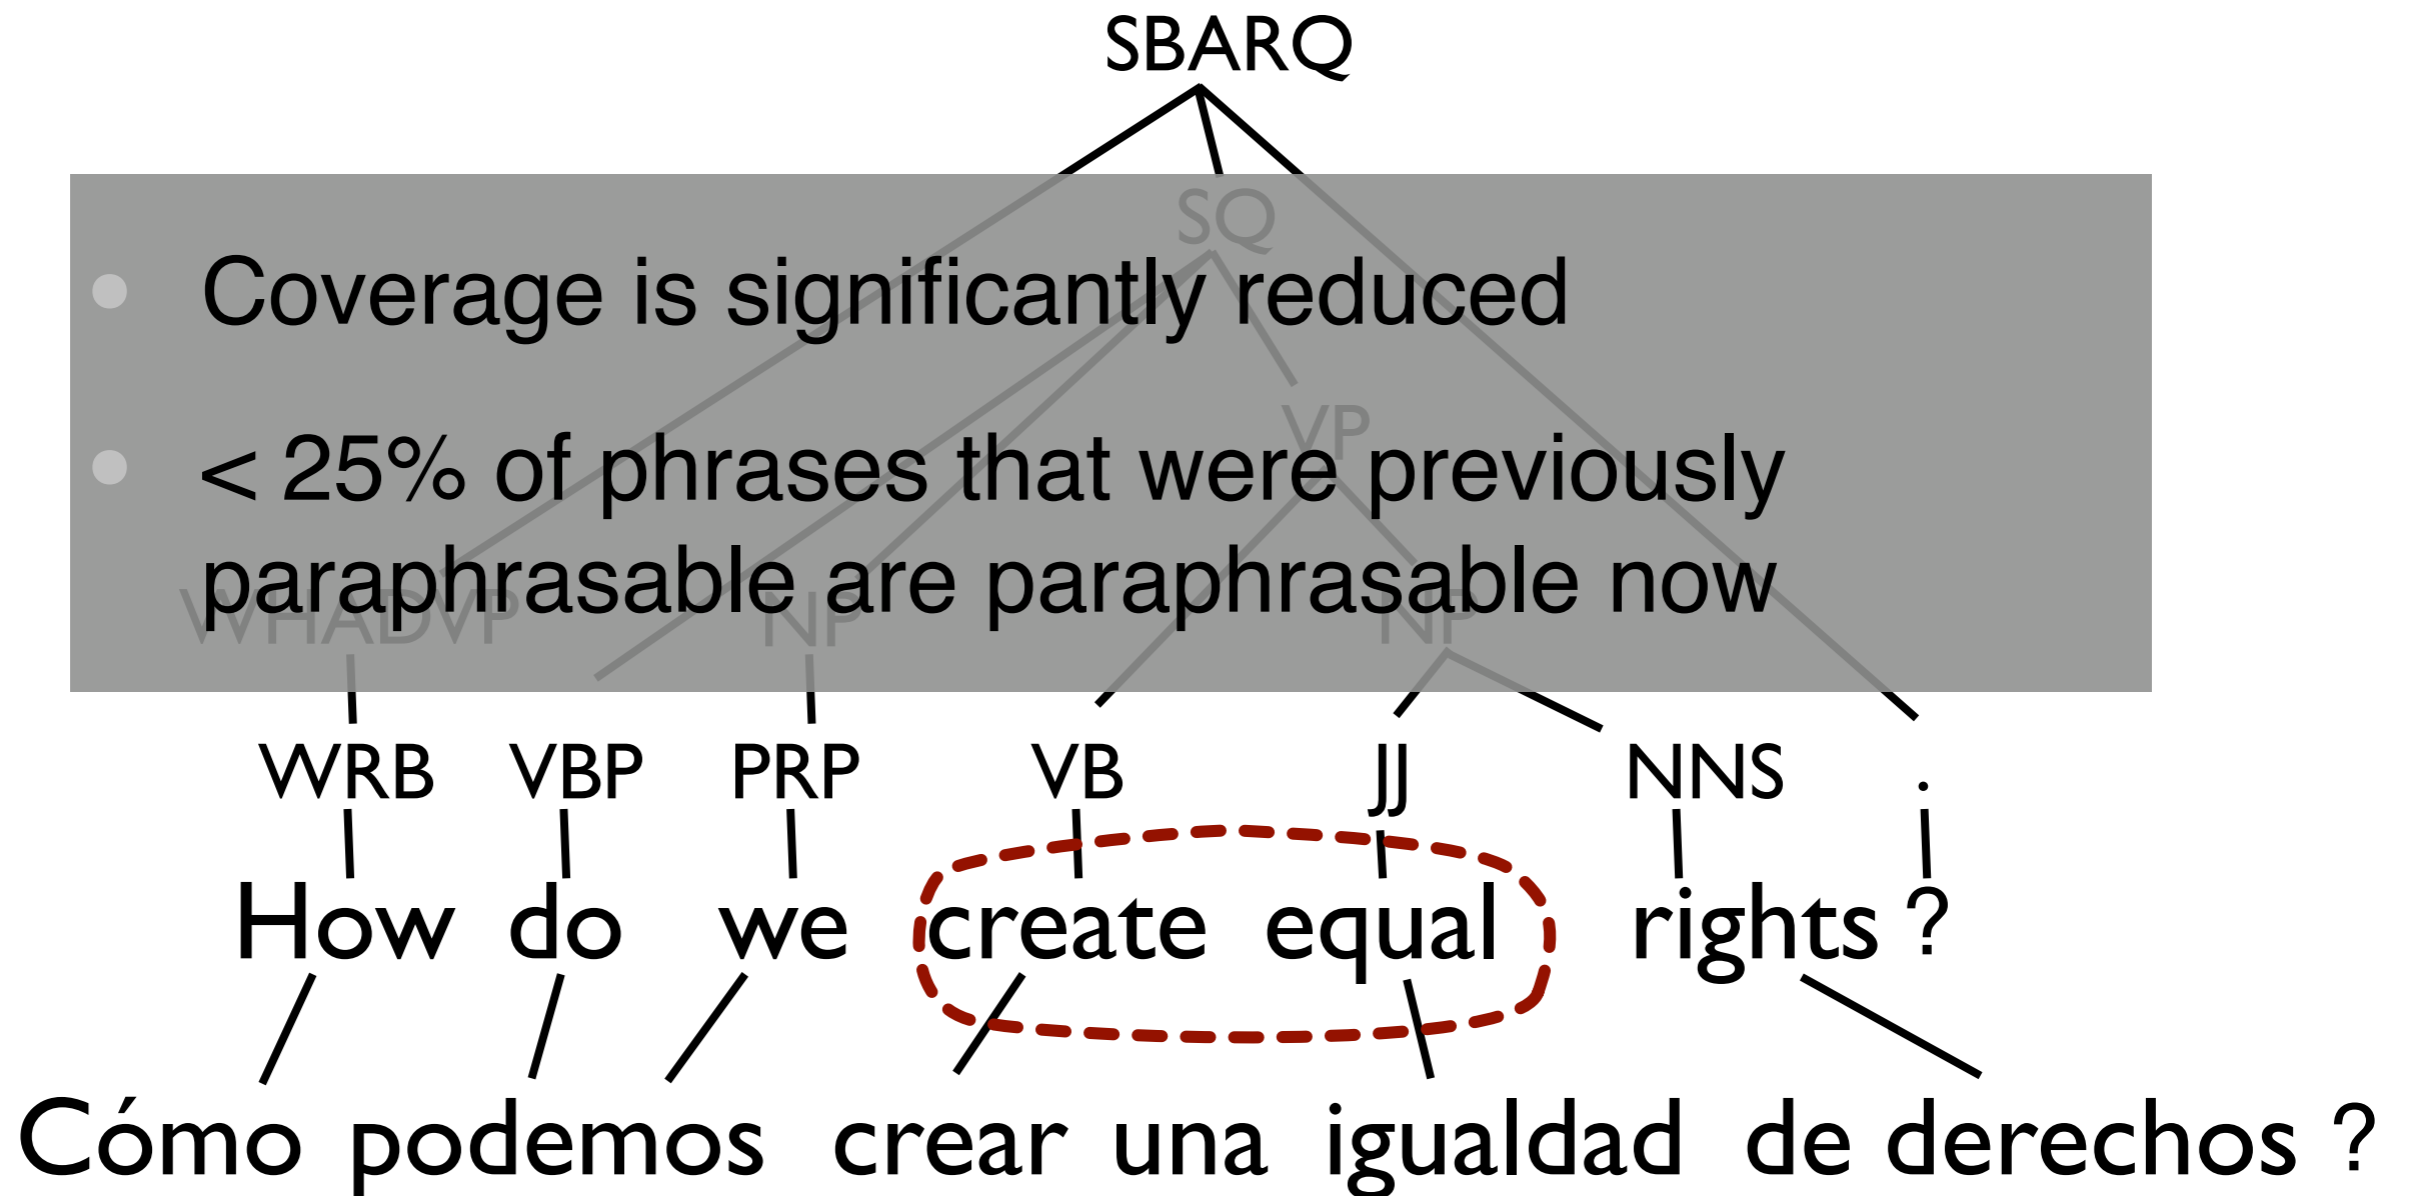 SBARQ
SQ
Coverage is significantly reduced
VP
< 25% of phrases that were previously
paraphrasable are paraphrasable now
WHADVP NP NP
WRB VBP PRP VB JJ NNS .
How do we create equal rights ?
Cómo podemos crear una igualdad de derechos ?